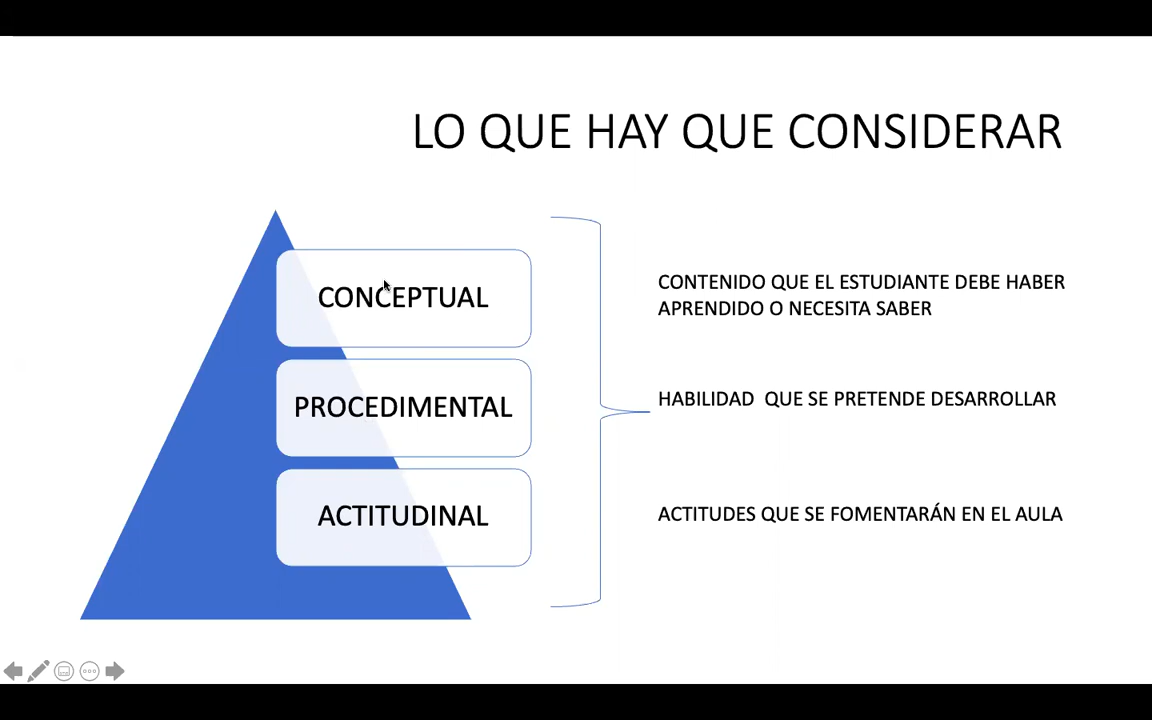 LO QUE HAY QUE CONSIDERAR
CONCEPTUAL
CONTENIDO QUE EL ESTUDIANTE DEBE HABER
APRENDIDO O NECESITA SABER
PROCEDIMENTAL
HABILIDAD QUE SE PRETENDE DESARROLLAR
ACTITUDINAL
ACTITUDES QUE SE FOMENTARÁN EN EL AULA